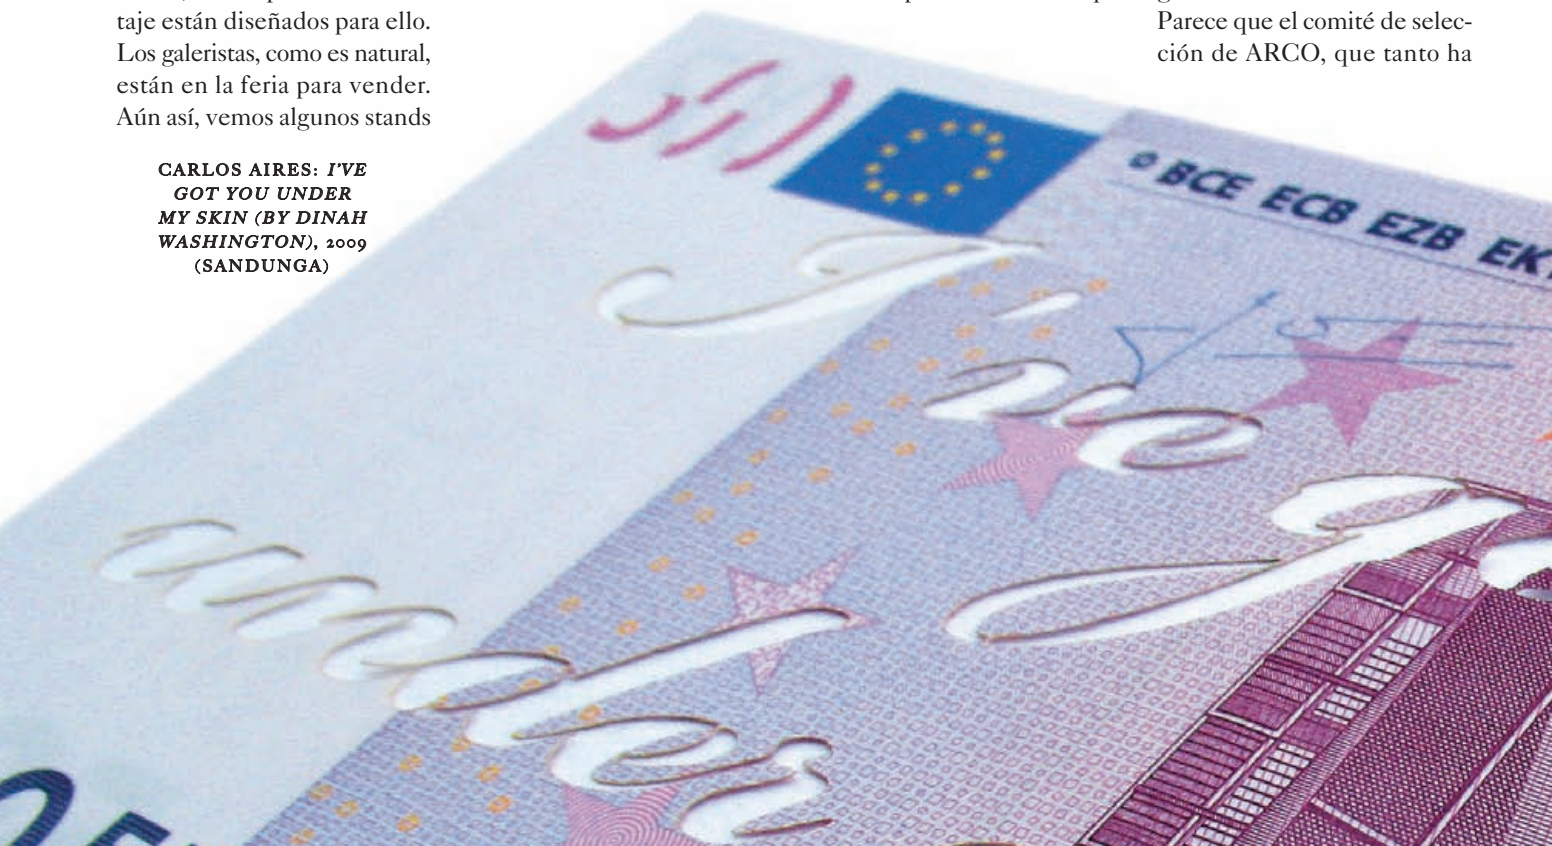 taje están diseñados para ello.
Los galeristas, como es natural,
están en la feria para vender.
Aún así, vemos algunos stands
CARLOS AIRES: I'VE
GOT YOU UNDER
MY SKIN (BY DINAH
WASHINGTON), 2009
(SANDUNGA)
Parece que el comité de selec-
ción de ARCO, que tanto ha
© BCE ECB EZB
I've
under